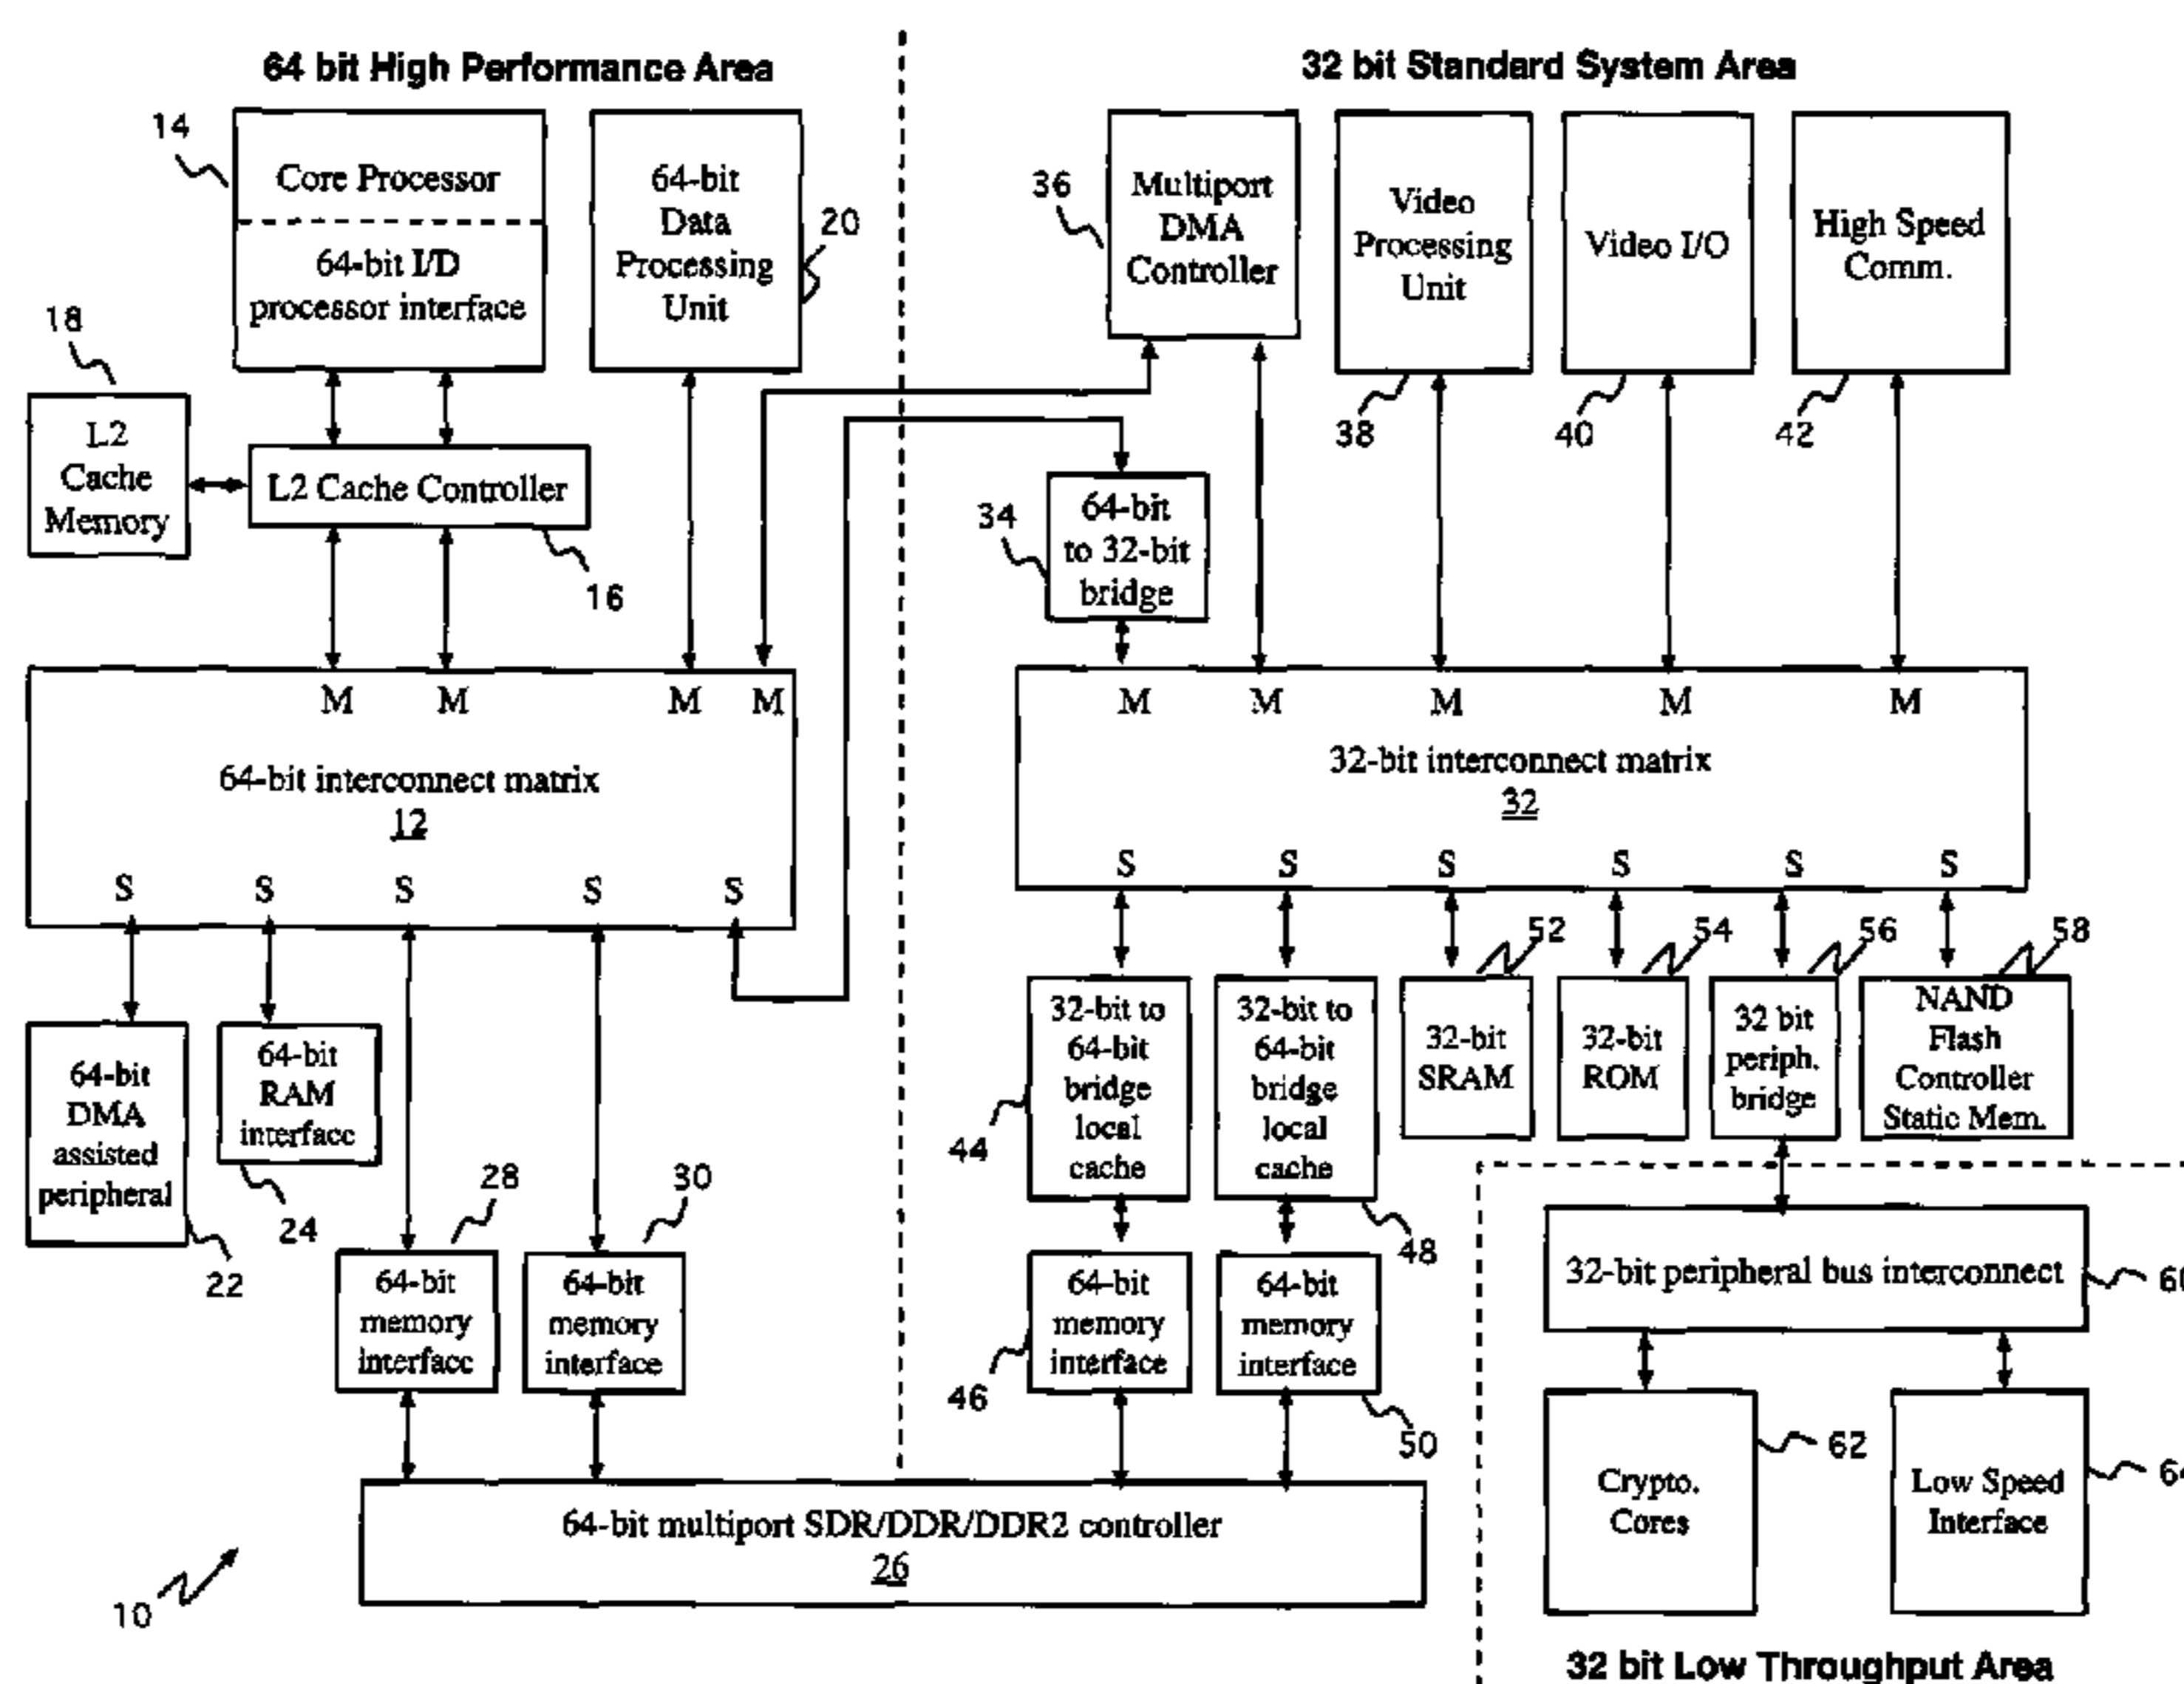 64 bit High Performance Area
32 bit Standard System Area
14
Core Processor
64-bit I/D
processor interface
64-bit
Data
Processing
Unit
20
36
Multiport
DMA
Controller
Video
Processing
Unit
38
Video I/O
40
High Speed
Comm.
42
18
L2
Cache
Memory
L2 Cache Controller
16
34
64-bit
to 32-bit
bridge
M
M
M
M
64-bit interconnect matrix
12
S
S
S
S
S
M
M
M
M
M
32-bit interconnect matrix
32
S
S
S
S
S
S
64-bit
DMA
assisted
peripheral
22
64-bit
RAM
interface
24
28
64-bit
memory
interface
30
64-bit
memory
interface
32-bit to
64-bit
bridge
local
cache
44
32-bit to
64-bit
bridge
local
cache
48
52
32-bit
SRAM
54
32-bit
ROM
56
32 bit
periph.
bridge
58
NAND
Flash
Controller
Static Mem.
64-bit
memory
interface
46
64-bit
memory
interface
50
32-bit peripheral bus interconnect
Crypto.
Cores
62
Low Speed
Interface
64-bit multiport SDR/DDR/DDR2 controller
26
10
32 bit Low Throughput Area